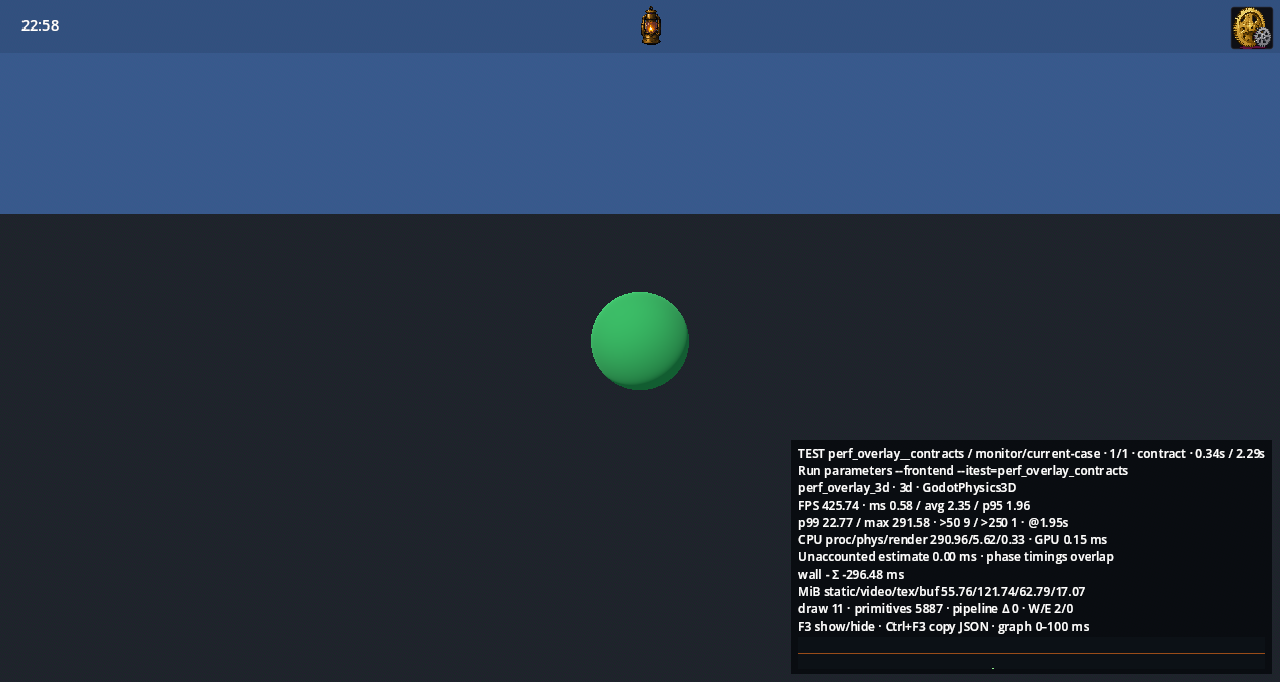 22:58
TEST perf_overlay__contracts / monitor/current-case · 1/1 · contract · 0.34s / 2.29s
Run parameters --frontend --itest=perf_overlay_contracts
perf_overlay_3d · 3d · GodotPhysics3D
FPS 425.74 · ms 0.58 / avg 2.35 / p95 1.96
p99 22.77 / max 291.58 · >50 9 / >250 1 · @1.95s
CPU proc/phys/render 290.96/5.62/0.33 · GPU 0.15 ms
Unaccounted estimate 0.00 ms · phase timings overlap
wall - Σ -296.48 ms
MiB static/video/tex/buf 55.76/121.74/62.79/17.07
draw 11 · primitives 5887 · pipeline Δ 0 · W/E 2/0
F3 show/hide · Ctrl+F3 copy JSON · graph 0–100 ms